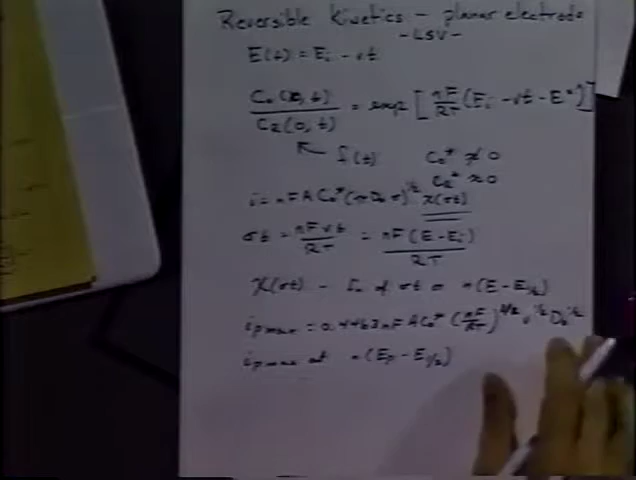 Reversible kinetics – planar electrode
- LSV -
E(t) = Ei - vt
Co(0, t) / CR(0, t) = exp [ nF/RT (Ei - vt - E°') ]
f(t) Co* ≠ 0
CR* ≈ 0
i = nFACo*(πDoσ)^1/2 χ(σt)
σt = nFvt/RT = nF(E - Ei)/RT
χ(σt) - fn of σt or n(E - E1/2)
ip max = 0.4463 nFACo* (nF/RT)^1/2 v^1/2 Do^1/2
ip max at n(Ep - E1/2)